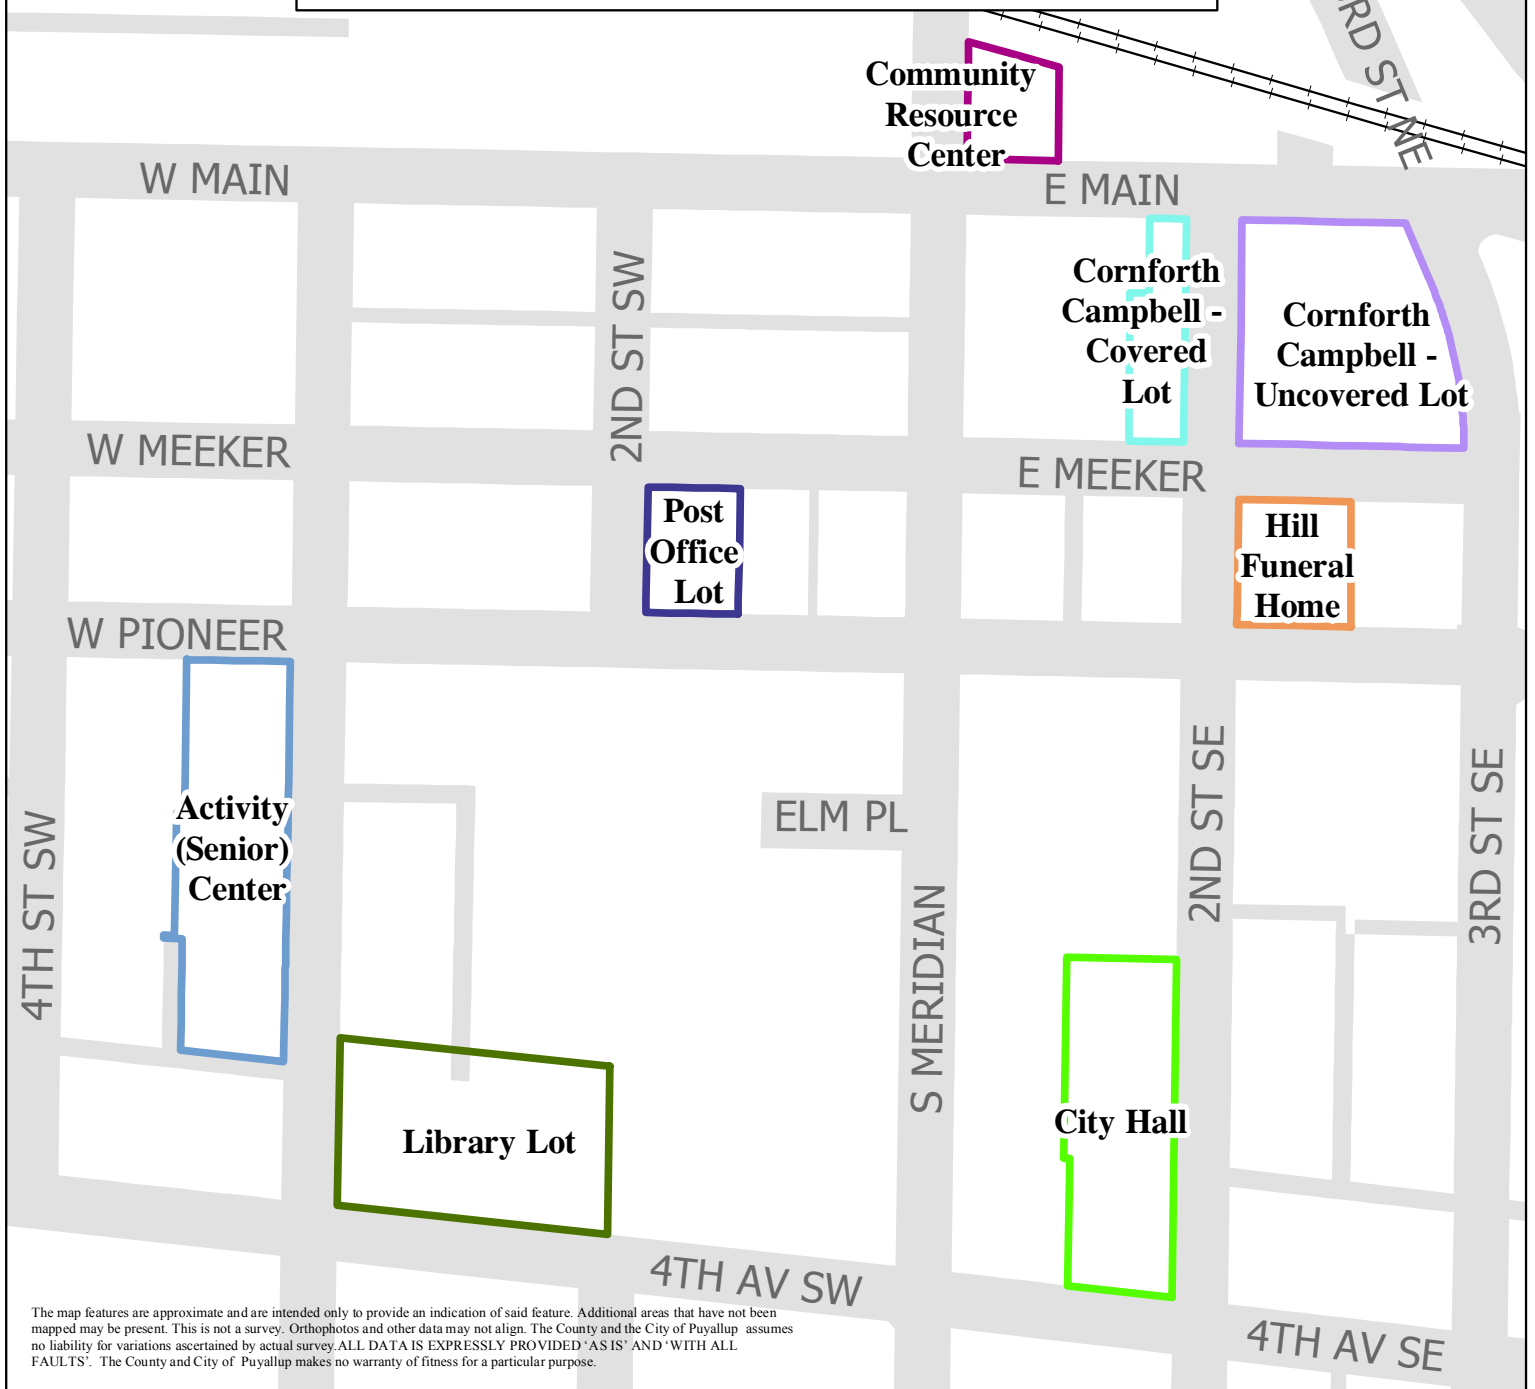 RD ST NE
Community
Resource
Center
W MAIN
E MAIN
2ND ST SW
Cornforth
Campbell -
Covered
Lot
Cornforth
Campbell -
Uncovered Lot
W MEEKER
E MEEKER
Post
Office
Lot
Hill
Funeral
Home
W PIONEER
Activity
(Senior)
Center
ELM PL
4TH ST SW
S MERIDIAN
2ND ST SE
3RD ST SE
Library Lot
City Hall
4TH AV SW
4TH AV SE
The map features are approximate and are intended only to provide an indication of said feature. Additional areas that have not been
mapped may be present. This is not a survey. Orthophotos and other data may not align. The County and the City of Puyallup assumes
no liability for variations ascertained by actual survey. ALL DATA IS EXPRESSLY PROVIDED 'AS IS' AND 'WITH ALL
FAULTS'. The County and City of Puyallup makes no warranty of fitness for a particular purpose.